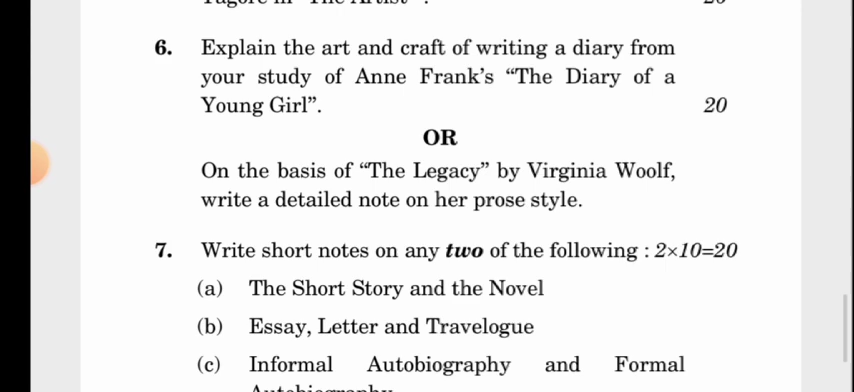 6. Explain the art and craft of writing a diary from
your study of Anne Frank's “The Diary of a
Young Girl”. 20
OR
On the basis of “The Legacy” by Virginia Woolf,
write a detailed note on her prose style.
7. Write short notes on any two of the following : 2×10=20
(a) The Short Story and the Novel
(b) Essay, Letter and Travelogue
(c) Informal Autobiography and Formal